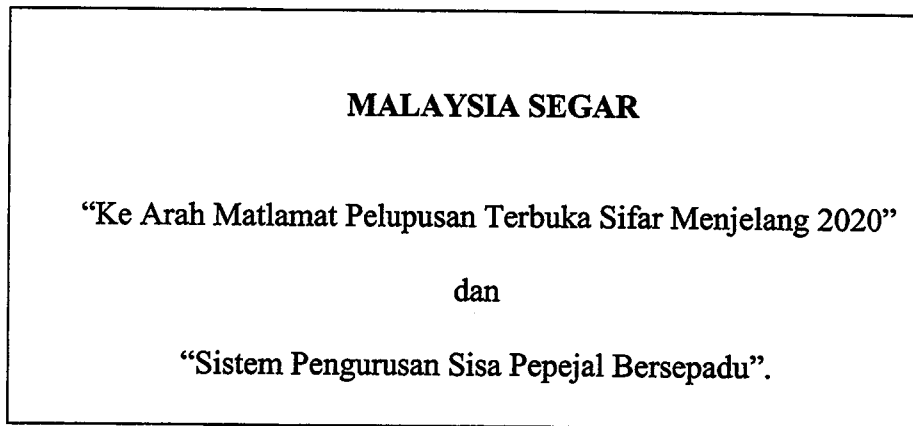 MALAYSIA SEGAR
“Ke Arah Matlamat Pelupusan Terbuka Sifar Menjelang 2020”
dan
“Sistem Pengurusan Sisa Pepejal Bersepadu”.